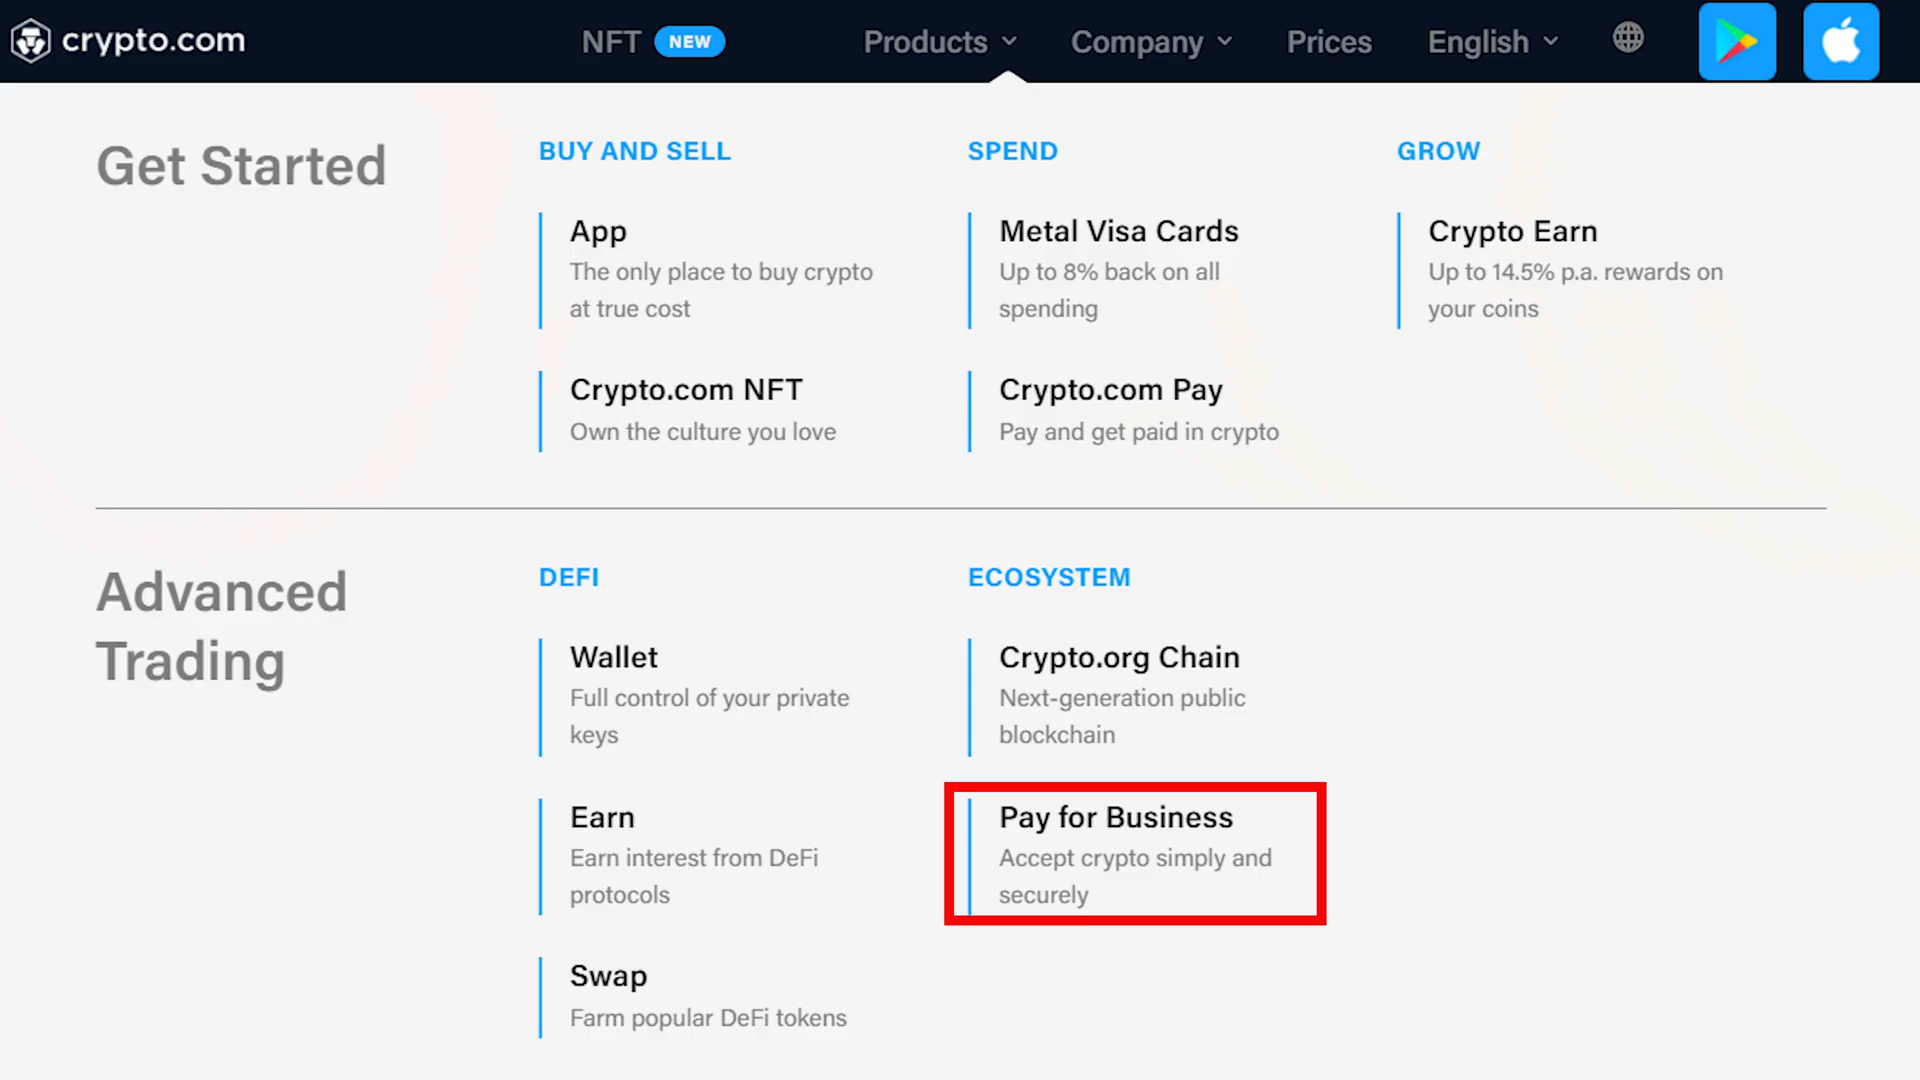 crypto.com
NFT NEW
Products
Company
Prices
English
Get Started
BUY AND SELL
App
The only place to buy crypto
at true cost
Crypto.com NFT
Own the culture you love
SPEND
Metal Visa Cards
Up to 8% back on all
spending
Crypto.com Pay
Pay and get paid in crypto
GROW
Crypto Earn
Up to 14.5% p.a. rewards on
your coins
Advanced
Trading
DEFI
Wallet
Full control of your private
keys
Earn
Earn interest from DeFi
protocols
Swap
Farm popular DeFi tokens
ECOSYSTEM
Crypto.org Chain
Next-generation public
blockchain
Pay for Business
Accept crypto simply and
securely